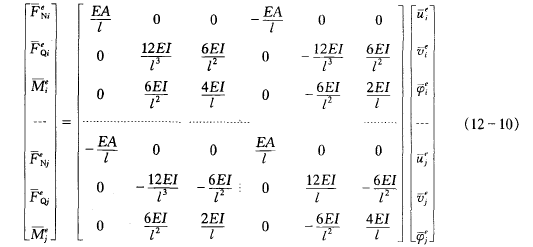 F̄ᵉ_Ni  EA/l  0  0  -EA/l  0  0  ūᵉ_i
F̄ᵉ_Qi  0  12EI/l³  6EI/l²  0  -12EI/l³  6EI/l²  v̄ᵉ_i
M̄ᵉ_i  0  6EI/l²  4EI/l  0  -6EI/l²  2EI/l  φ̄ᵉ_i
--- = --- (12-10)
F̄ᵉ_Nj  -EA/l  0  0  EA/l  0  0  ūᵉ_j
F̄ᵉ_Qj  0  -12EI/l³  -6EI/l²  0  12EI/l  -6EI/l²  v̄ᵉ_j
M̄ᵉ_j  0  6EI/l²  2EI/l  0  -6EI/l²  4EI/l  φ̄ᵉ_j